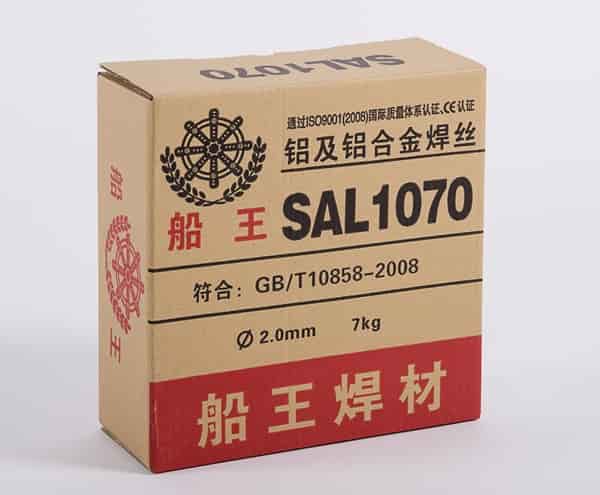 SAL1070
通过ISO9001(2008)国际质量体系认证、CE认证
铝及铝合金焊丝
船王
SAL1070
符合：GB/T10858-2008
Ø 2.0mm 7kg
船王焊材
船
王